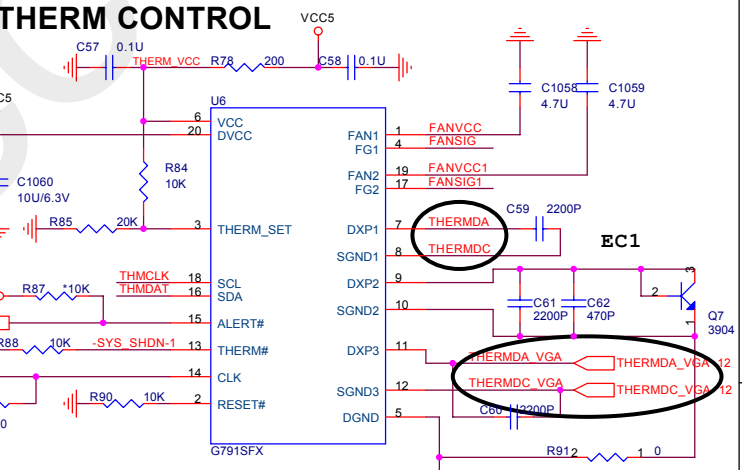 THERM CONTROL
VCC5
C57
0.1U
THERM_VCC
R78
200
C58
0.1U
C5
C1058
4.7U
C1059
4.7U
U6
6
VCC
20
DVCC
FAN1
1
FANVCC
FG1
4
FANSIG
FAN2
19
FANVCC1
FG2
17
FANSIG1
R84
10K
C1060
10U/6.3V
R85
20K
3
THERM_SET
DXP1
7
THERMDA
C59
2200P
SGND1
8
THERMDC
EC1
DXP2
9
THMCLK
18
SCL
THMDAT
16
SDA
R87
*10K
C61
2200P
C62
470P
2
3
1
Q7
3904
SGND2
10
15
ALERT#
R88
10K
-SYS_SHDN-1
13
THERM#
DXP3
11
THERMDA_VGA
THERMDA_VGA 12
14
CLK
SGND3
12
THERMDC_VGA
THERMDC_VGA 12
R90
10K
2
RESET#
DGND
5
C60
2200P
0
G791SFX
R91
2
1
0